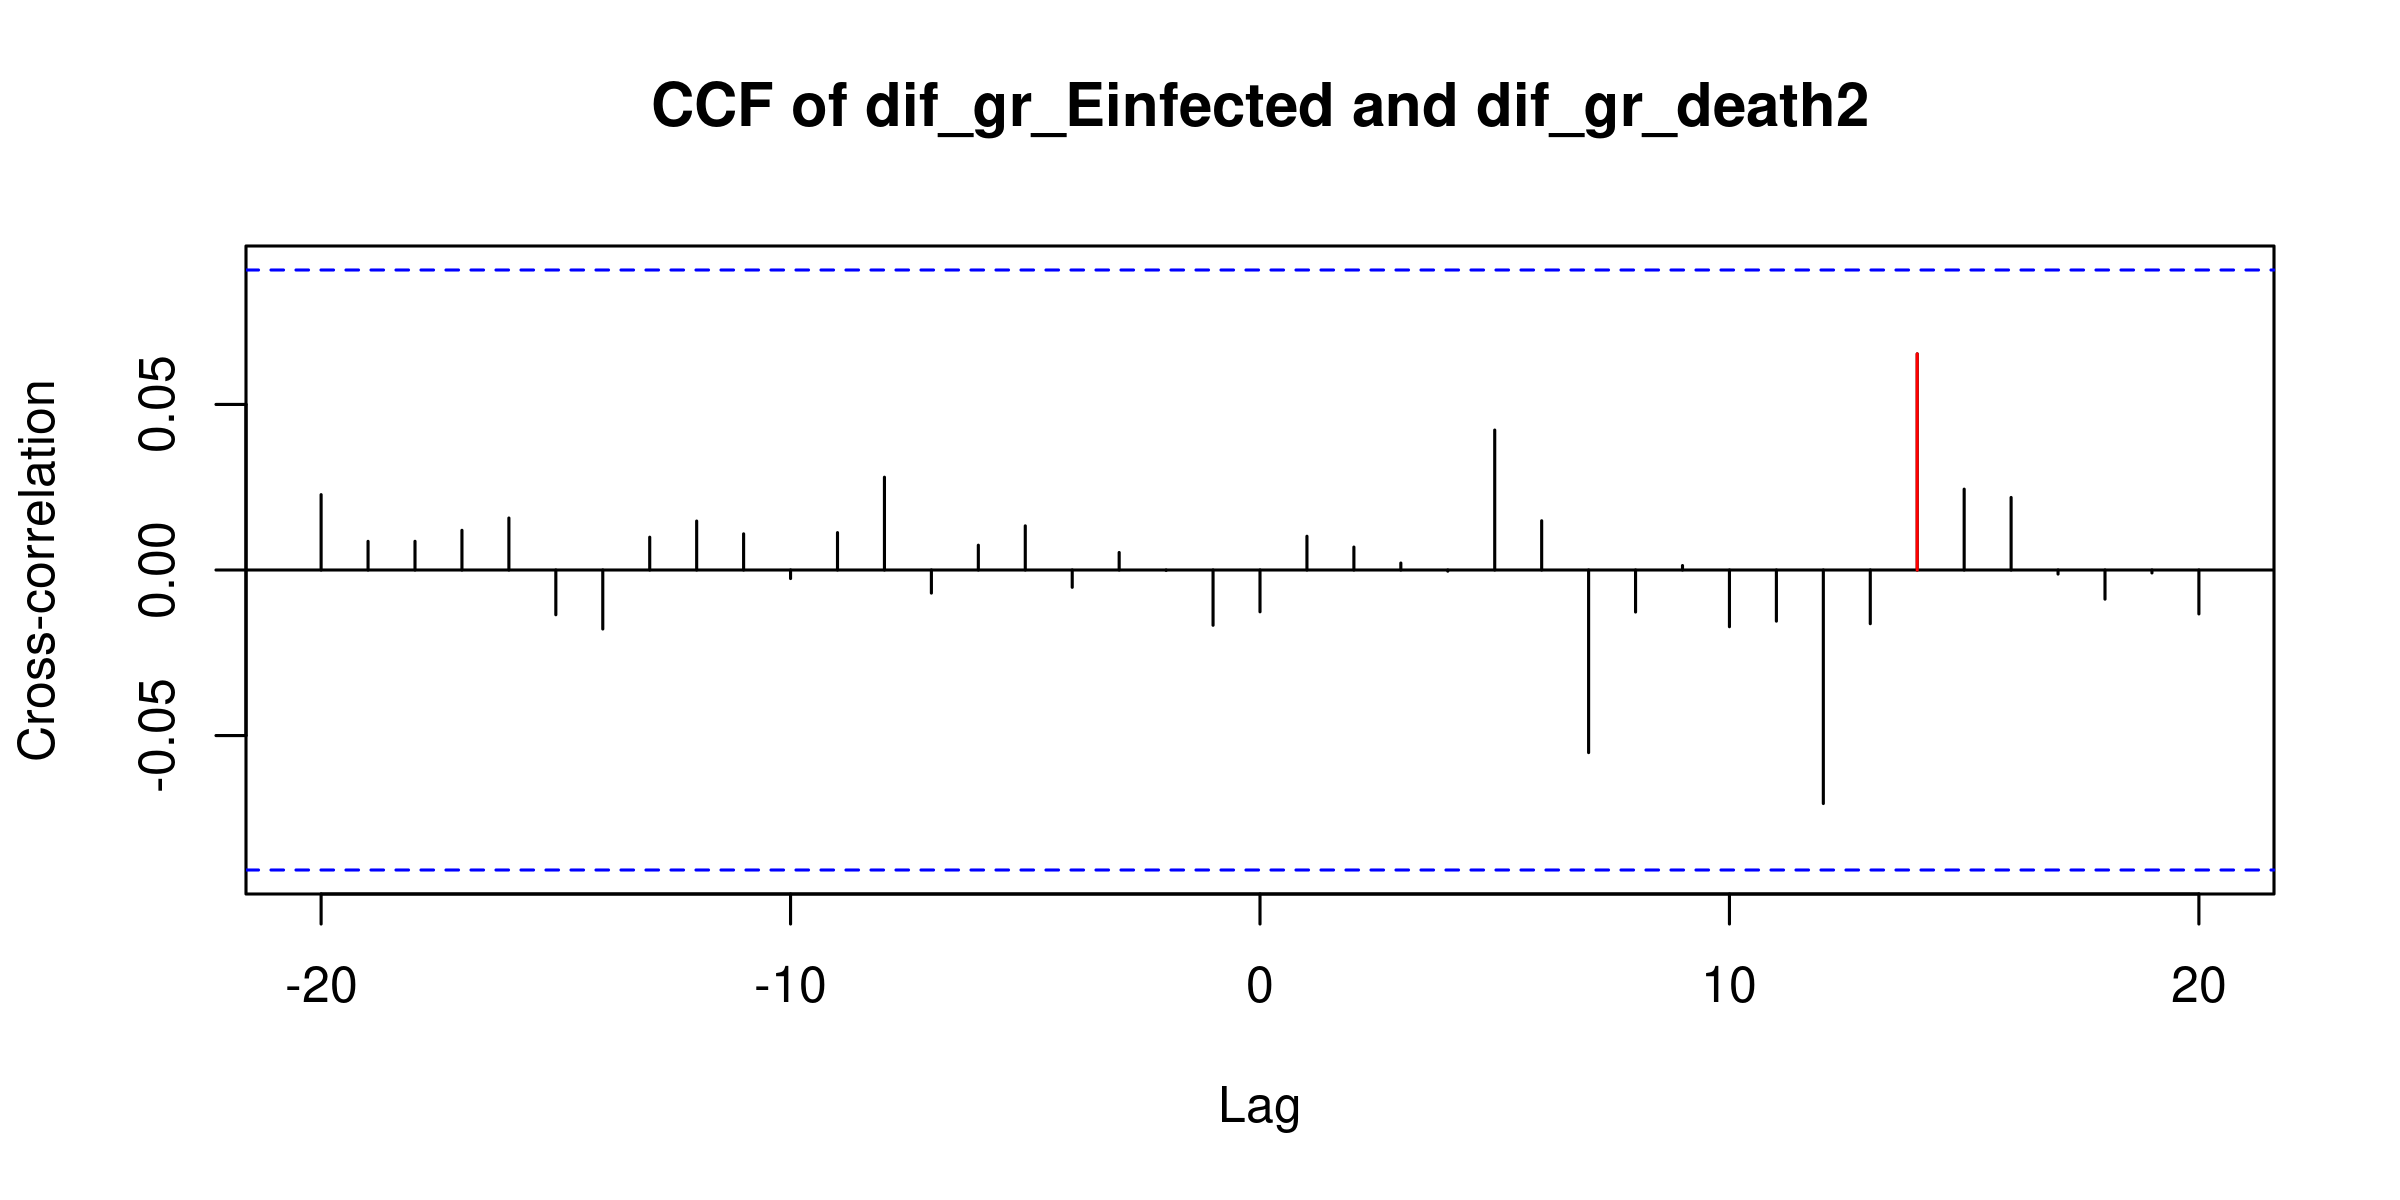 CCF of dif_gr_Einfected and dif_gr_death2
Cross-correlation
0.05
0.00
-0.05
-20 -10 0 10 20
Lag